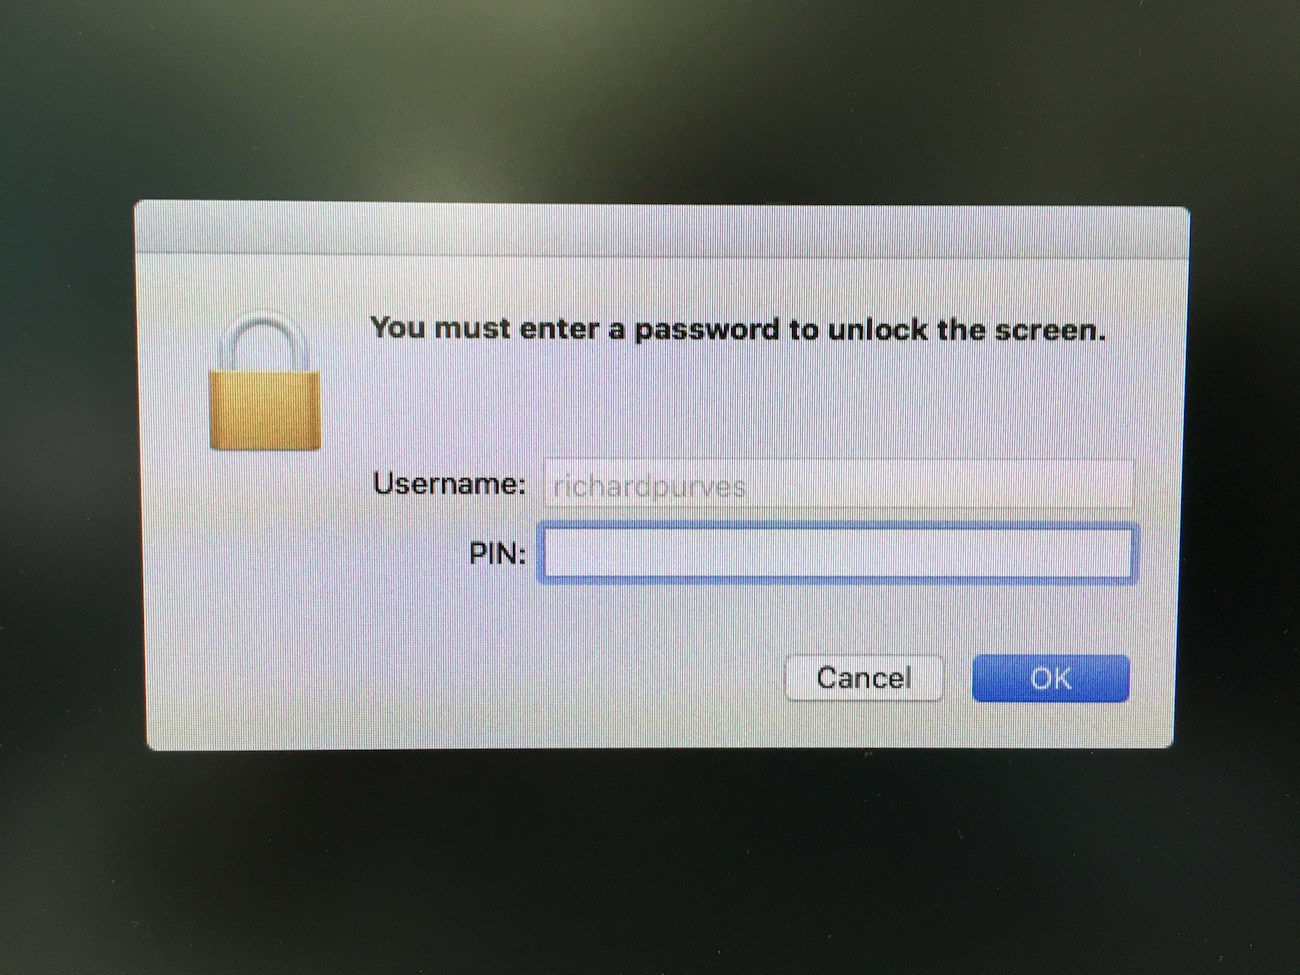 You must enter a password to unlock the screen.
Username: richardpurves
PIN:
Cancel OK